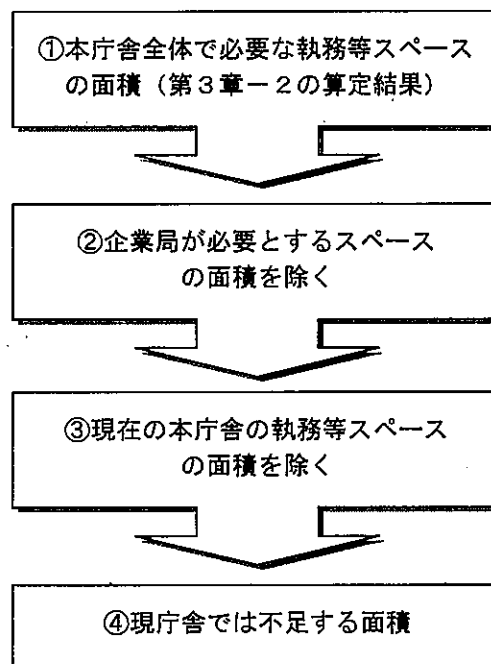 ①本庁舎全体で必要な執務等スペース
の面積（第３章－２の算定結果）
②企業局が必要とするスペース
の面積を除く
③現在の本庁舎の執務等スペース
の面積を除く
④現庁舎では不足する面積